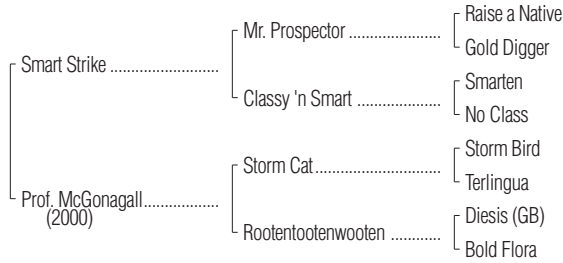 Raise a Native
Mr. Prospector ....................
Gold Digger
Smart Strike ........................
Smarten
Classy 'n Smart ..................
No Class
Storm Bird
Storm Cat...........................
Terlingua
Prof. McGonagall................
(2000)
Diesis (GB)
Rootentootenwooten ...........
Bold Flora